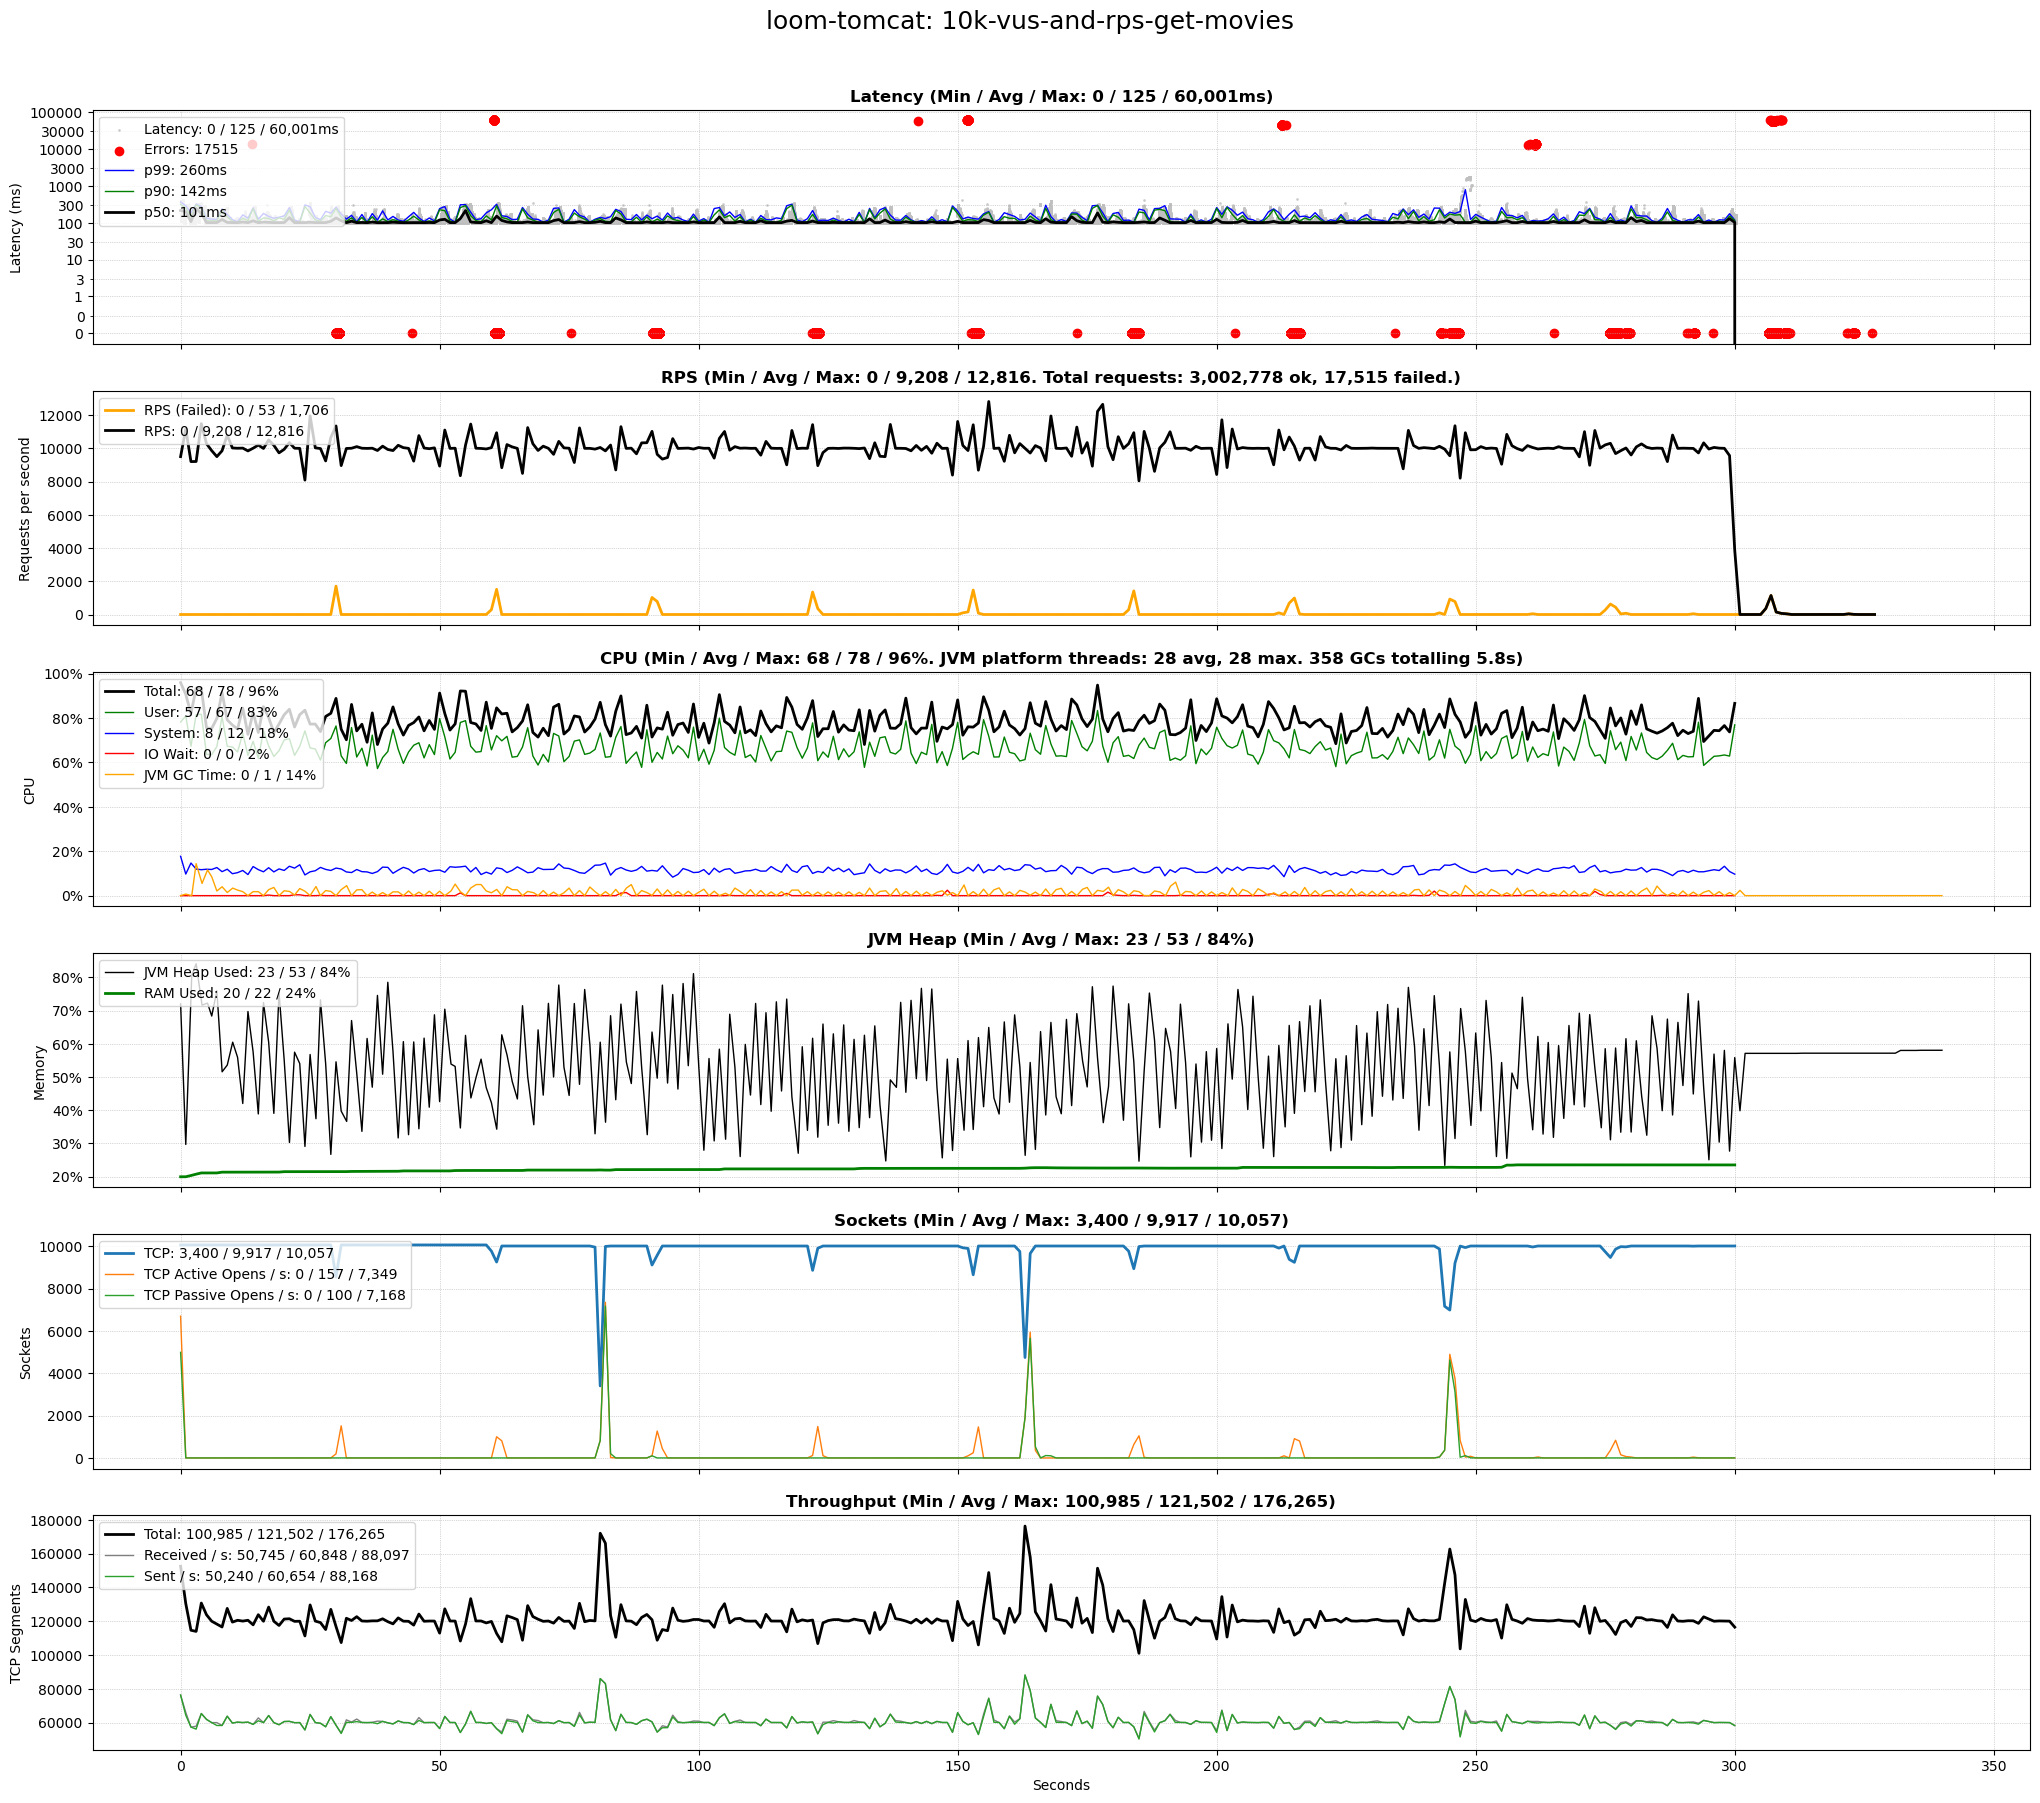 loom-tomcat: 10k-vus-and-rps-get-movies
Latency (Min / Avg / Max: 0 / 125 / 60,001ms)
Latency (ms)
100000
30000
10000
3000
1000
300
100
30
10
3
1
0
0
Latency: 0 / 125 / 60,001ms
Errors: 17515
p99: 260ms
p90: 142ms
p50: 101ms
RPS (Min / Avg / Max: 0 / 9,208 / 12,816. Total requests: 3,002,778 ok, 17,515 failed.)
Requests per second
12000
10000
8000
6000
4000
2000
0
RPS (Failed): 0 / 53 / 1,706
RPS: 0 / 9,208 / 12,816
CPU (Min / Avg / Max: 68 / 78 / 96%. JVM platform threads: 28 avg, 28 max. 358 GCs totalling 5.8s)
CPU
100%
80%
60%
40%
20%
0%
Total: 68 / 78 / 96%
User: 57 / 67 / 83%
System: 8 / 12 / 18%
IO Wait: 0 / 0 / 2%
JVM GC Time: 0 / 1 / 14%
JVM Heap (Min / Avg / Max: 23 / 53 / 84%)
Memory
80%
70%
60%
50%
40%
30%
20%
JVM Heap Used: 23 / 53 / 84%
RAM Used: 20 / 22 / 24%
Sockets (Min / Avg / Max: 3,400 / 9,917 / 10,057)
Sockets
10000
8000
6000
4000
2000
0
TCP: 3,400 / 9,917 / 10,057
TCP Active Opens / s: 0 / 157 / 7,349
TCP Passive Opens / s: 0 / 100 / 7,168
Throughput (Min / Avg / Max: 100,985 / 121,502 / 176,265)
TCP Segments
180000
160000
140000
120000
100000
80000
60000
Total: 100,985 / 121,502 / 176,265
Received / s: 50,745 / 60,848 / 88,097
Sent / s: 50,240 / 60,654 / 88,168
0 50 100 150 200 250 300 350
Seconds